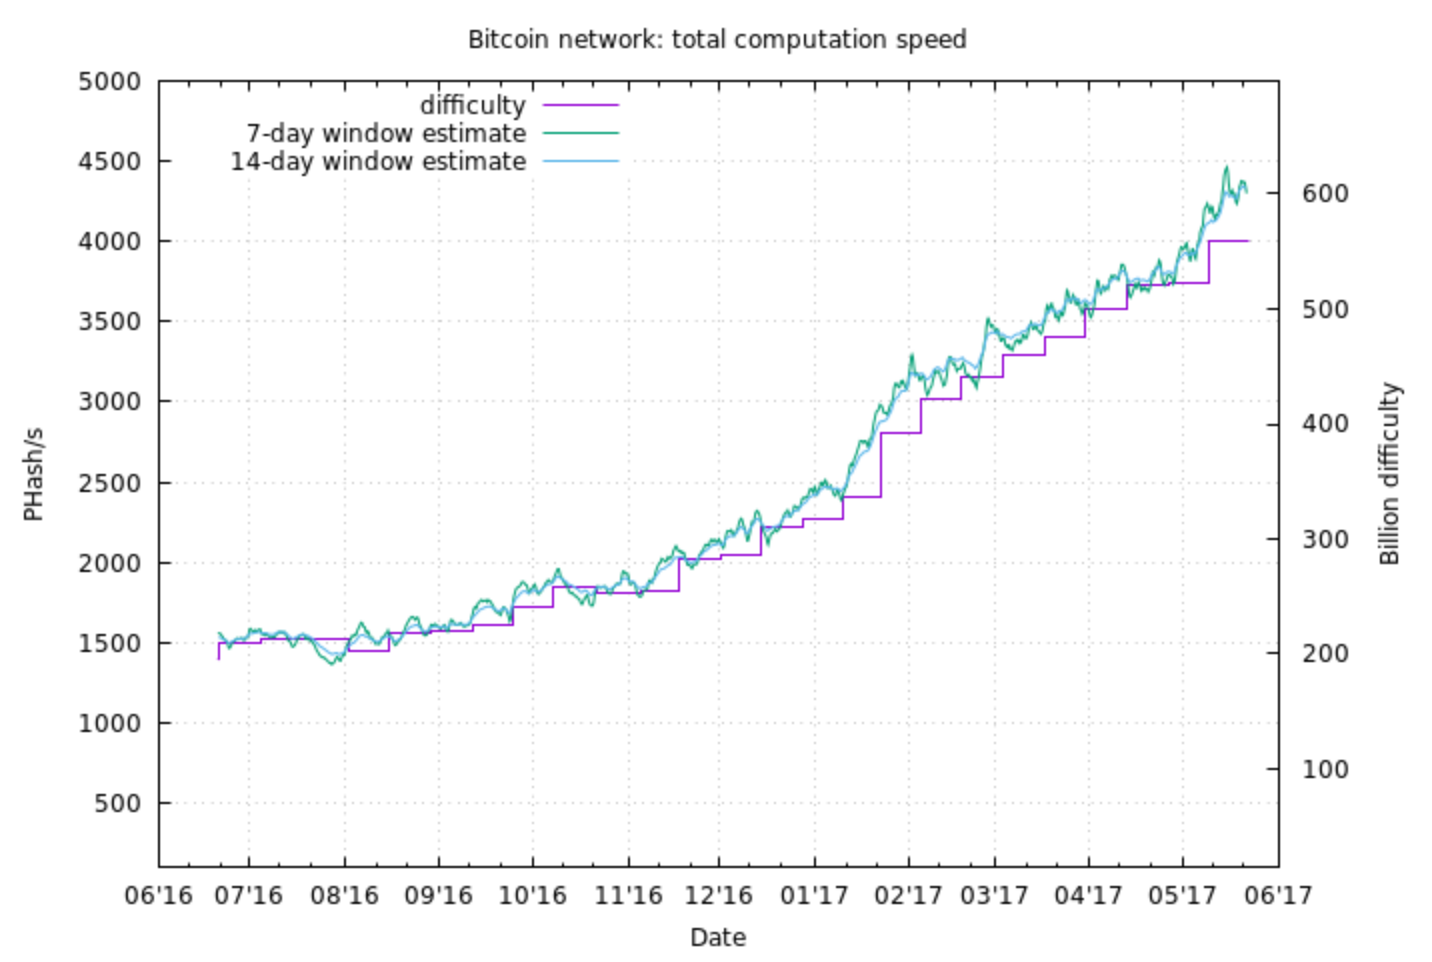 Bitcoin network: total computation speed
difficulty
7-day window estimate
14-day window estimate
5000
4500
4000
3500
3000
2500
2000
1500
1000
500
PHash/s
600
500
400
300
200
100
Billion difficulty
06'16 07'16 08'16 09'16 10'16 11'16 12'16 01'17 02'17 03'17 04'17 05'17 06'17
Date